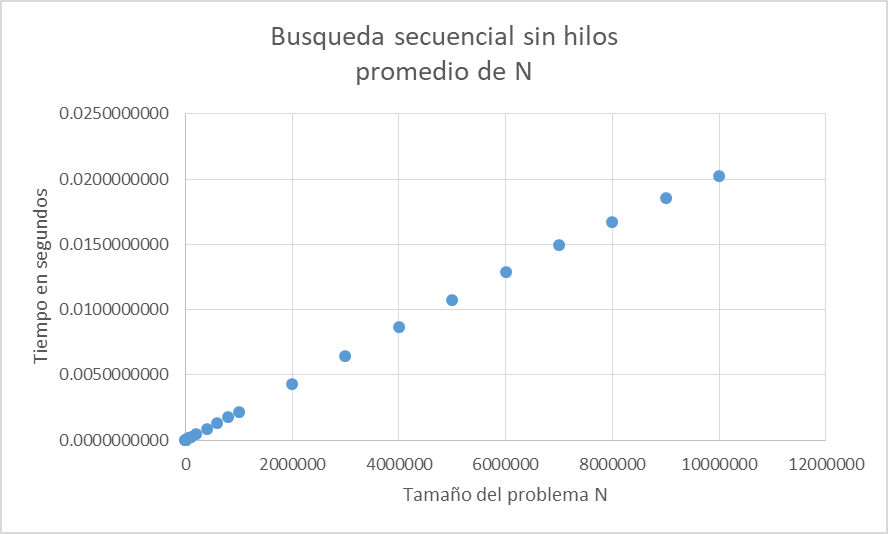 Busqueda secuencial sin hilos
promedio de N
0.0250000000
0.0200000000
0.0150000000
0.0100000000
0.0050000000
0.0000000000
Tiempo en segundos
0 2000000 4000000 6000000 8000000 10000000 12000000
Tamaño del problema N